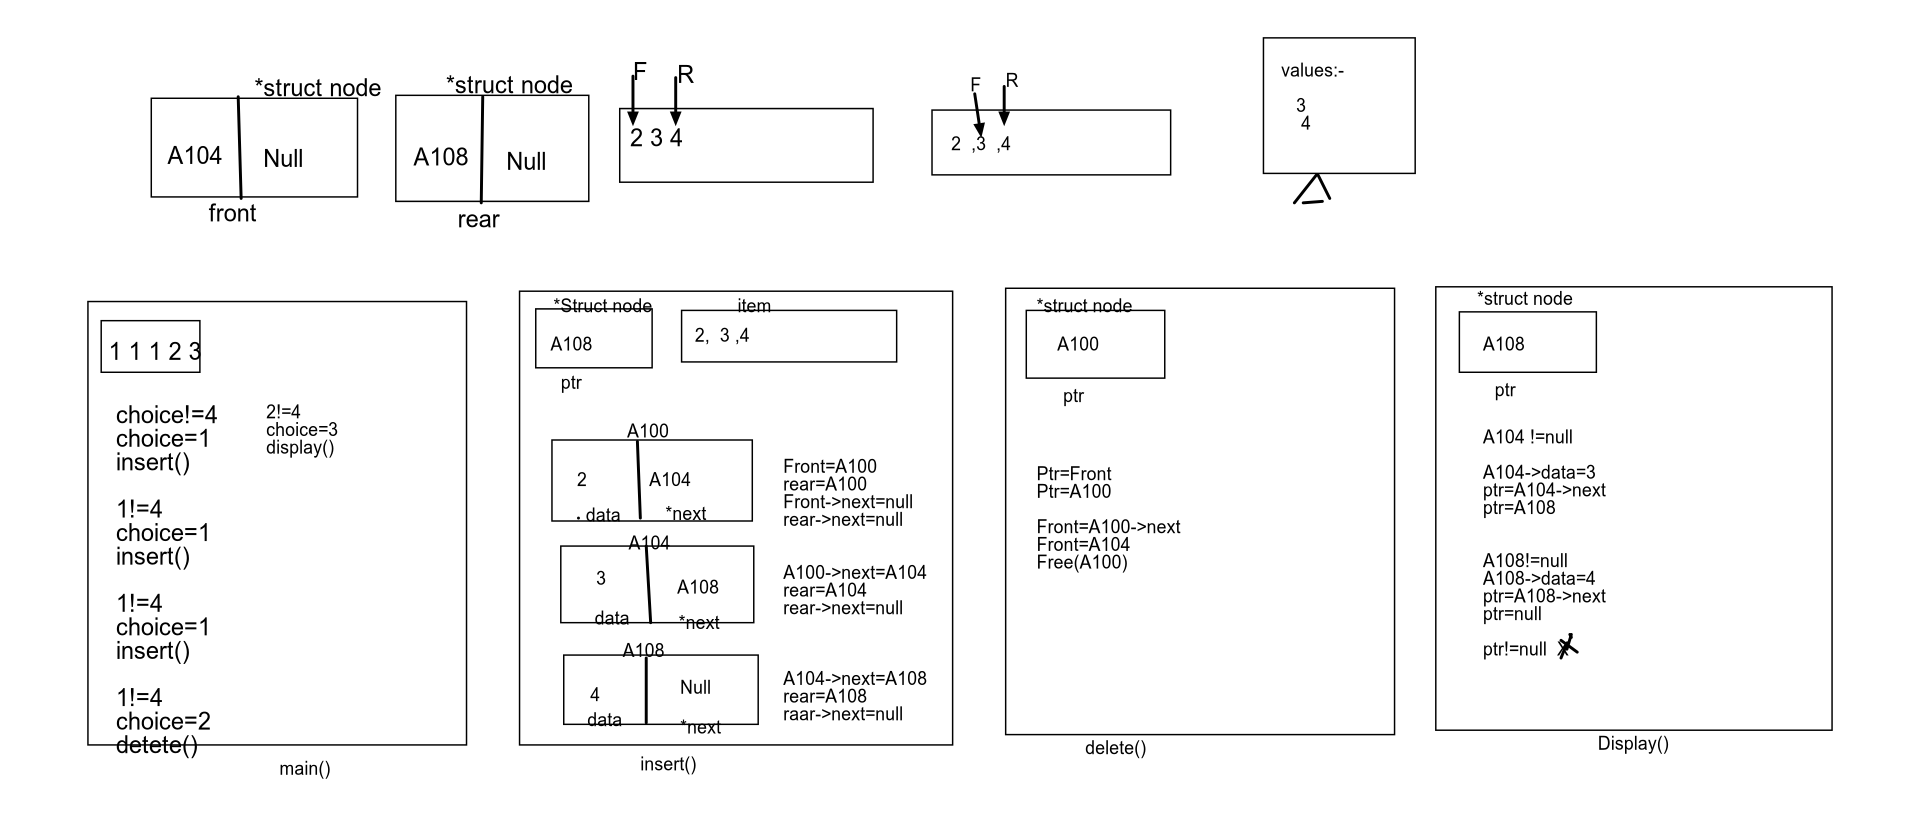 *struct node
A104 Null
front
*struct node
A108 Null
rear
F R
2 3 4
F R
2 ,3 ,4
values:-
3
4
1 1 1 2 3
choice!=4
choice=1
insert()
1!=4
choice=1
insert()
1!=4
choice=1
insert()
1!=4
choice=2
detete()
2!=4
choice=3
display()
main()
*Struct node
A108
ptr
item
2, 3 ,4
A100
2 A104
. data *next
Front=A100
rear=A100
Front->next=null
rear->next=null
A104
3 A108
data *next
A100->next=A104
rear=A104
rear->next=null
A108
4 Null
data *next
A104->next=A108
rear=A108
raar->next=null
insert()
*struct node
A100
ptr
Ptr=Front
Ptr=A100
Front=A100->next
Front=A104
Free(A100)
delete()
*struct node
A108
ptr
A104 !=null
A104->data=3
ptr=A104->next
ptr=A108
A108!=null
A108->data=4
ptr=A108->next
ptr=null
ptr!=null
Display()